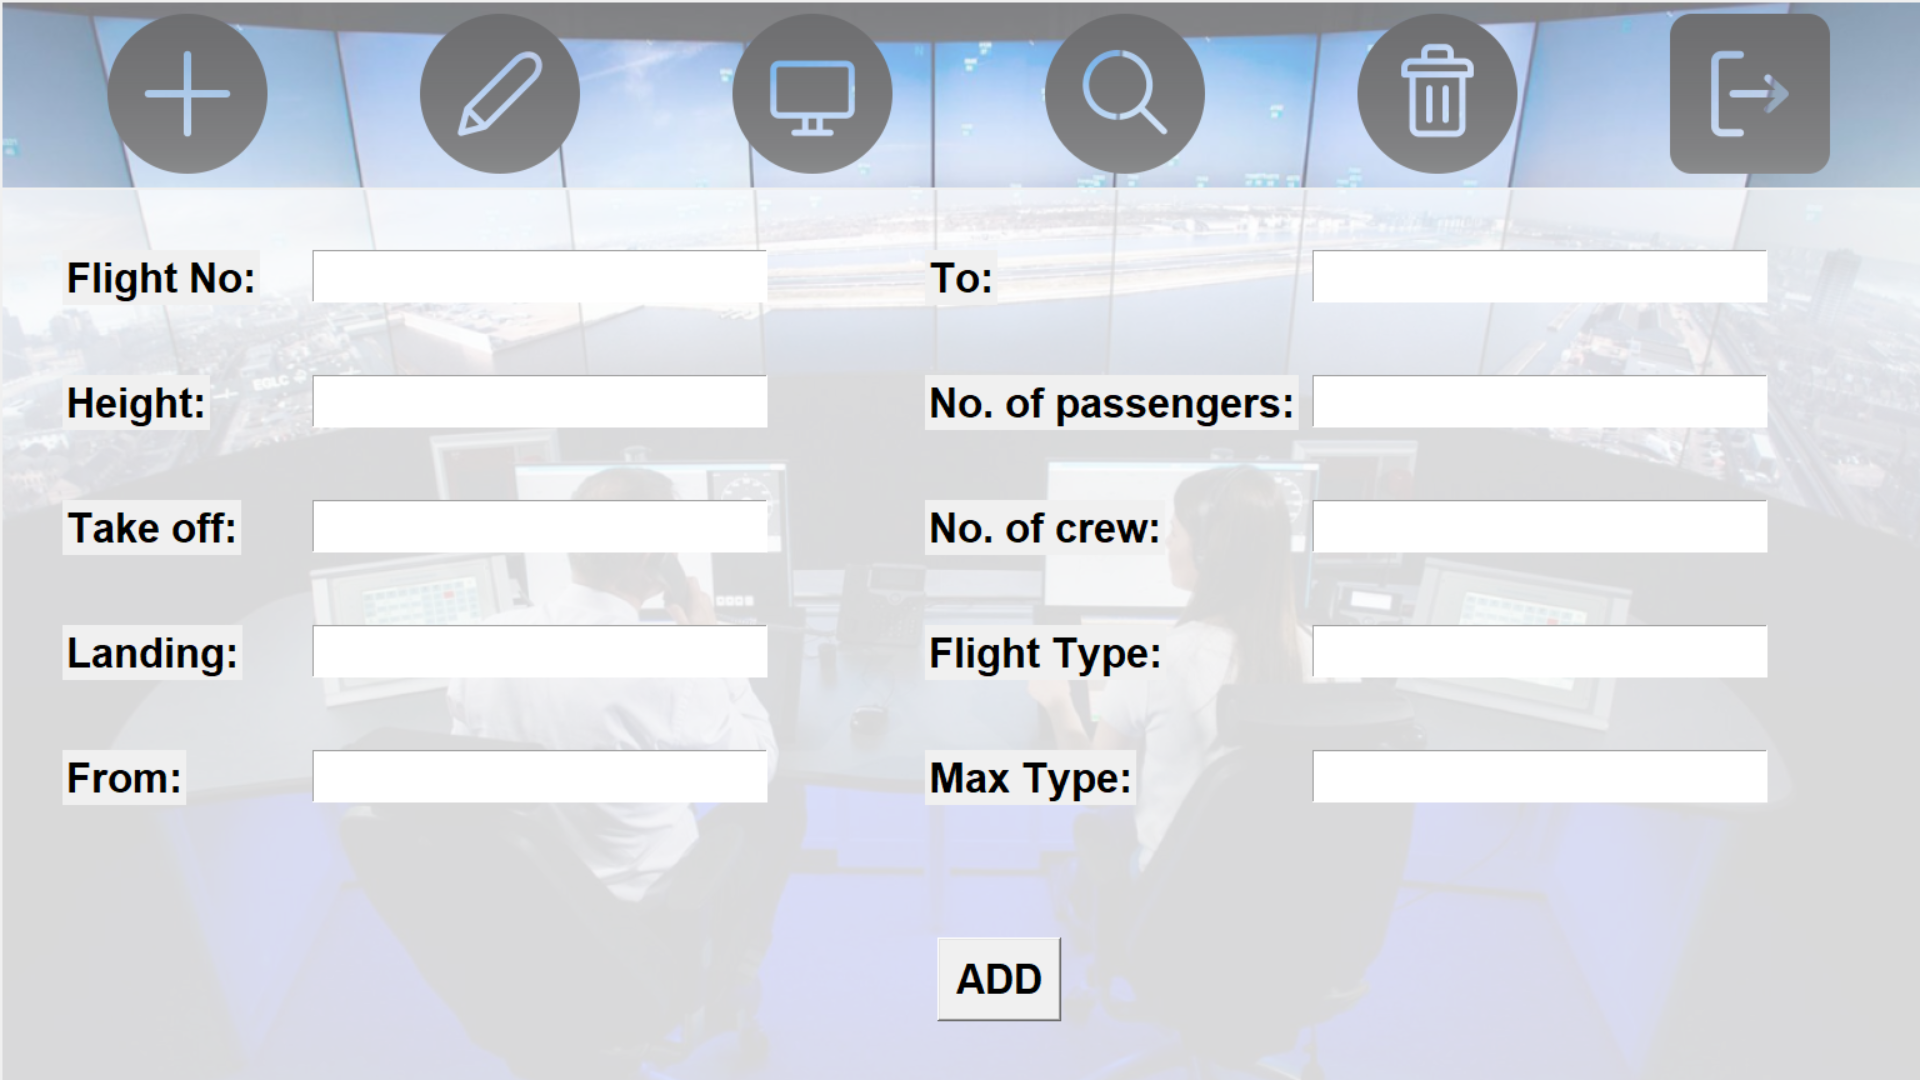 Flight No:
To:
EGLC
Height:
No. of passengers:
Take off:
No. of crew:
Landing:
Flight Type:
From:
Max Type:
ADD